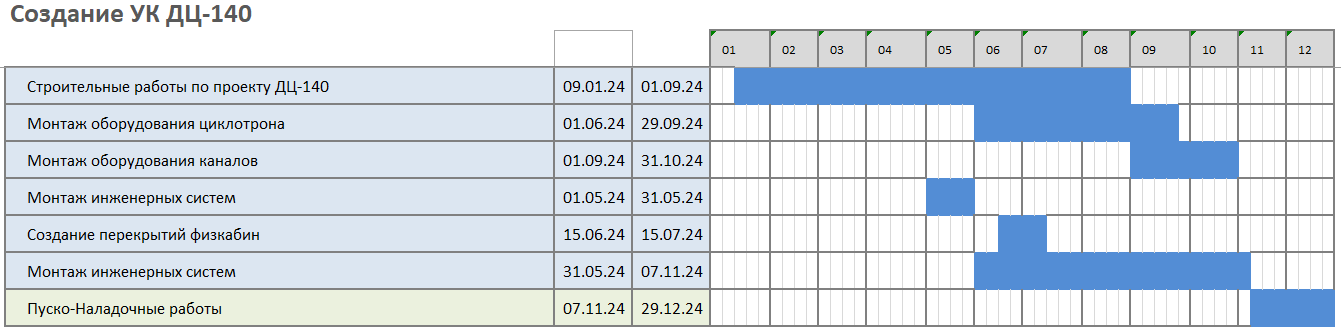 Создание УК ДЦ-140
01 02 03 04 05 06 07 08 09 10 11 12
Строительные работы по проекту ДЦ-140 09.01.24 01.09.24
Монтаж оборудования циклотрона 01.06.24 29.09.24
Монтаж оборудования каналов 01.09.24 31.10.24
Монтаж инженерных систем 01.05.24 31.05.24
Создание перекрытий физкабин 15.06.24 15.07.24
Монтаж инженерных систем 31.05.24 07.11.24
Пуско-Наладочные работы 07.11.24 29.12.24